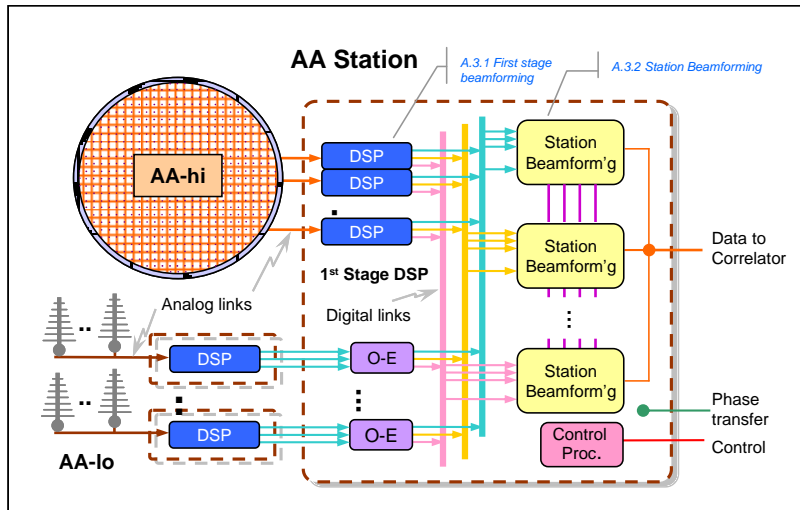 AA Station
A.3.1 First stage
beamforming
A.3.2 Station Beamforming
AA-hi
DSP
DSP
DSP
1st Stage DSP
Station
Beamform'g
Station
Beamform'g
...
Station
Beamform'g
Data to
Correlator
Analog links
Digital links
..
..
DSP
O-E
DSP
O-E
AA-lo
Phase
transfer
Control
Proc.
Control